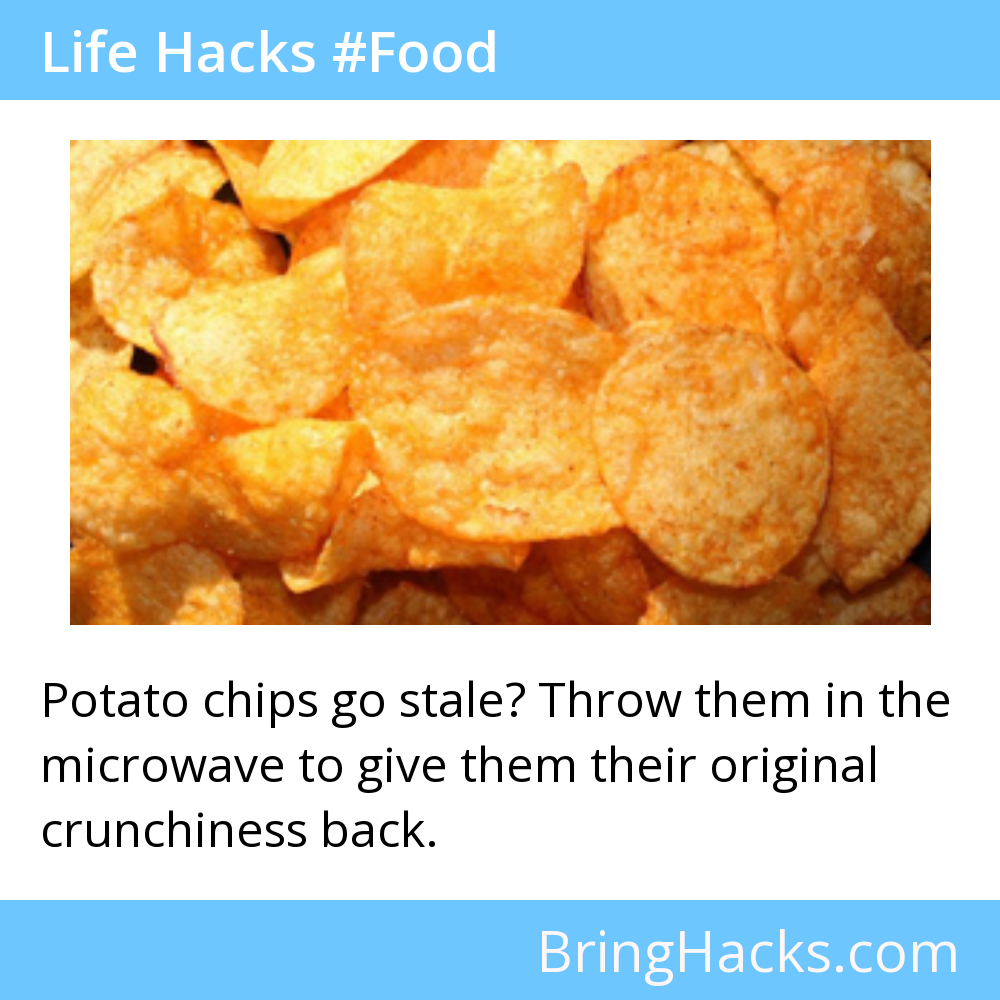 Life Hacks #Food
Potato chips go stale? Throw them in the
microwave to give them their original
crunchiness back.
BringHacks.com